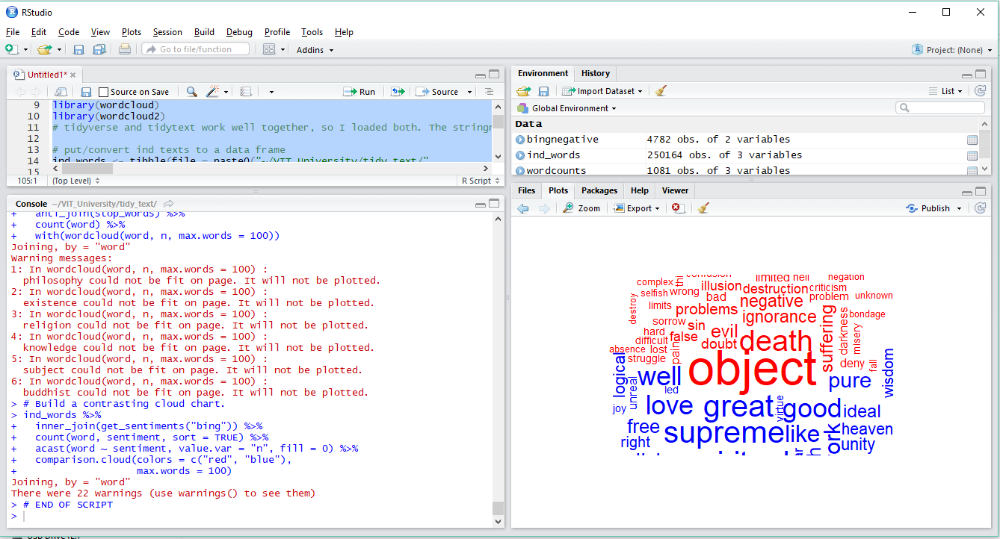 RStudio
File Edit Code View Plots Session Build Debug Profile Tools Help
Go to file/function Addins Project: (None)
Untitled1*
Source on Save Run Source
9 library(wordcloud)
10 library(wordcloud2)
11 # tidyverse and tidytext work well together, so I loaded both. The string
12
13 # put/convert ind texts to a data frame
14 ind_words <- tibble(file = paste0("~/VIT_University/tidy_text/"
15
105:1 (Top Level) R Script
Console ~/VIT_University/tidy_text/
+ anti_join(stop_words) %>%
+ count(word) %>%
+ with(wordcloud(word, n, max.words = 100))
Joining, by = "word"
Warning messages:
1: In wordcloud(word, n, max.words = 100) :
philosophy could not be fit on page. It will not be plotted.
2: In wordcloud(word, n, max.words = 100) :
existence could not be fit on page. It will not be plotted.
3: In wordcloud(word, n, max.words = 100) :
religion could not be fit on page. It will not be plotted.
4: In wordcloud(word, n, max.words = 100) :
knowledge could not be fit on page. It will not be plotted.
5: In wordcloud(word, n, max.words = 100) :
subject could not be fit on page. It will not be plotted.
6: In wordcloud(word, n, max.words = 100) :
buddhist could not be fit on page. It will not be plotted.
> # Build a contrasting cloud chart.
> ind_words %>%
+ inner_join(get_sentiments("bing")) %>%
+ count(word, sentiment, sort = TRUE) %>%
+ acast(word ~ sentiment, value.var = "n", fill = 0) %>%
+ comparison.cloud(colors = c("red", "blue"),
+ max.words = 100)
Joining, by = "word"
There were 22 warnings (use warnings() to see them)
> # END OF SCRIPT
>
Environment History
Import Dataset List
Global Environment
Data
bingnegative 4782 obs. of 2 variables
ind_words 250164 obs. of 3 variables
wordcounts 1081 obs. of 3 variables
Files Plots Packages Help Viewer
Zoom Export Publish
confusion limited hell negation
complex illusion destruction criticism
selfish wrong bad negative problem unknown
destroy limits problems ignorance suffering bondage
sorrow sin evil darkness
hard false death misery
difficult doubt
absence lost pain
struggle object deny fall
logical well pure wisdom
unreal led
joy love great virtue good ideal
free supreme like work heaven
right unity